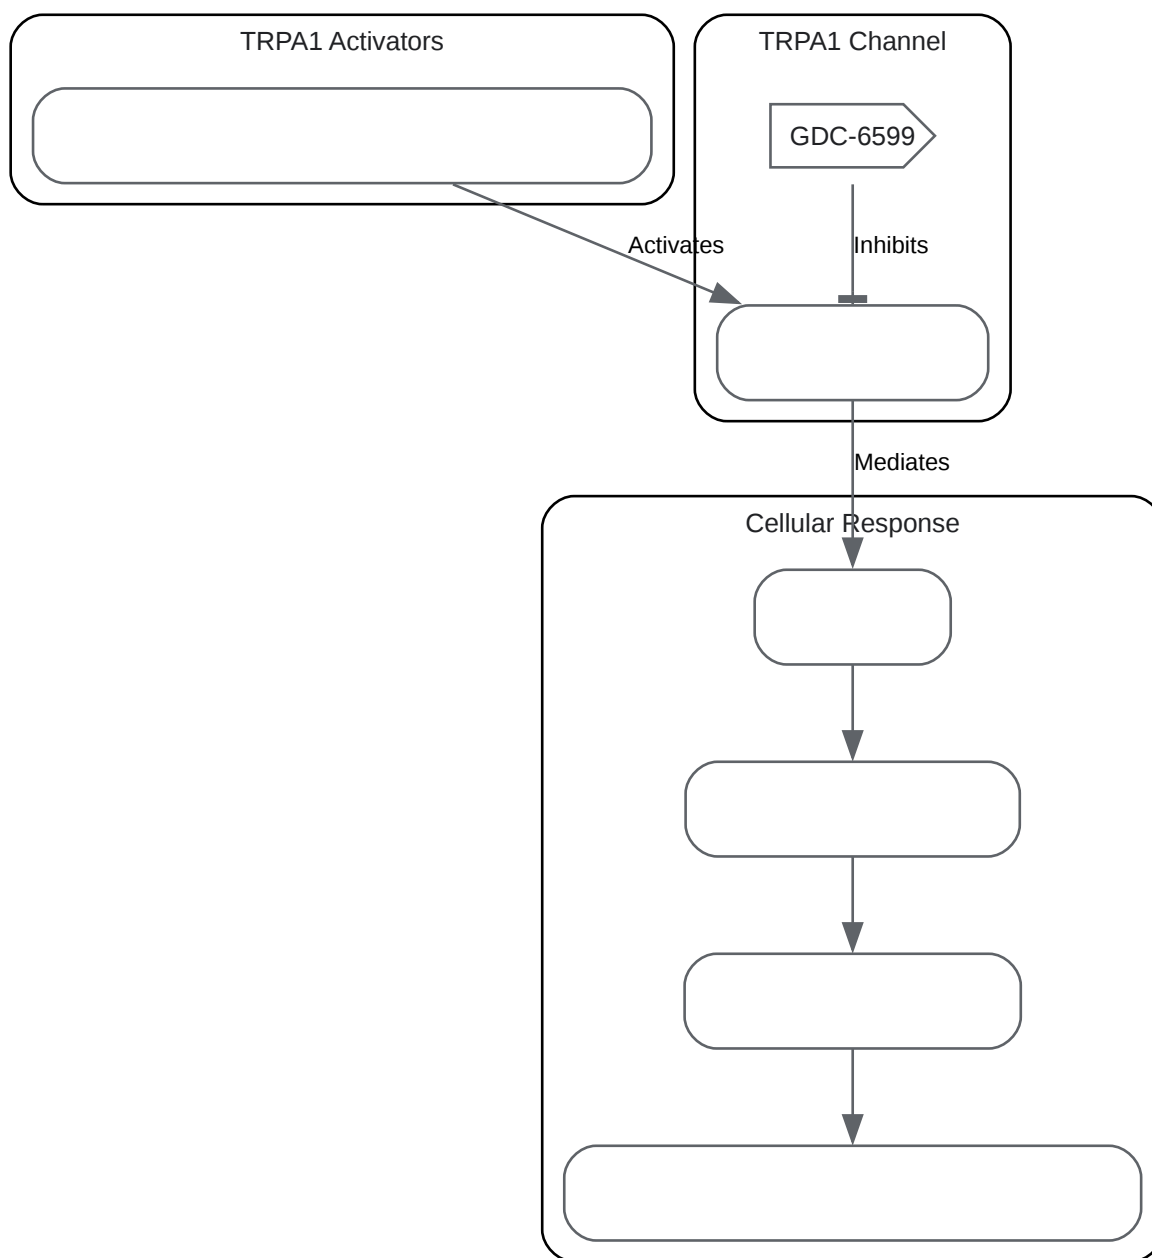 TRPA1 Activators
TRPA1 Channel
GDC-6599
Activates
Inhibits
Mediates
Cellular Response